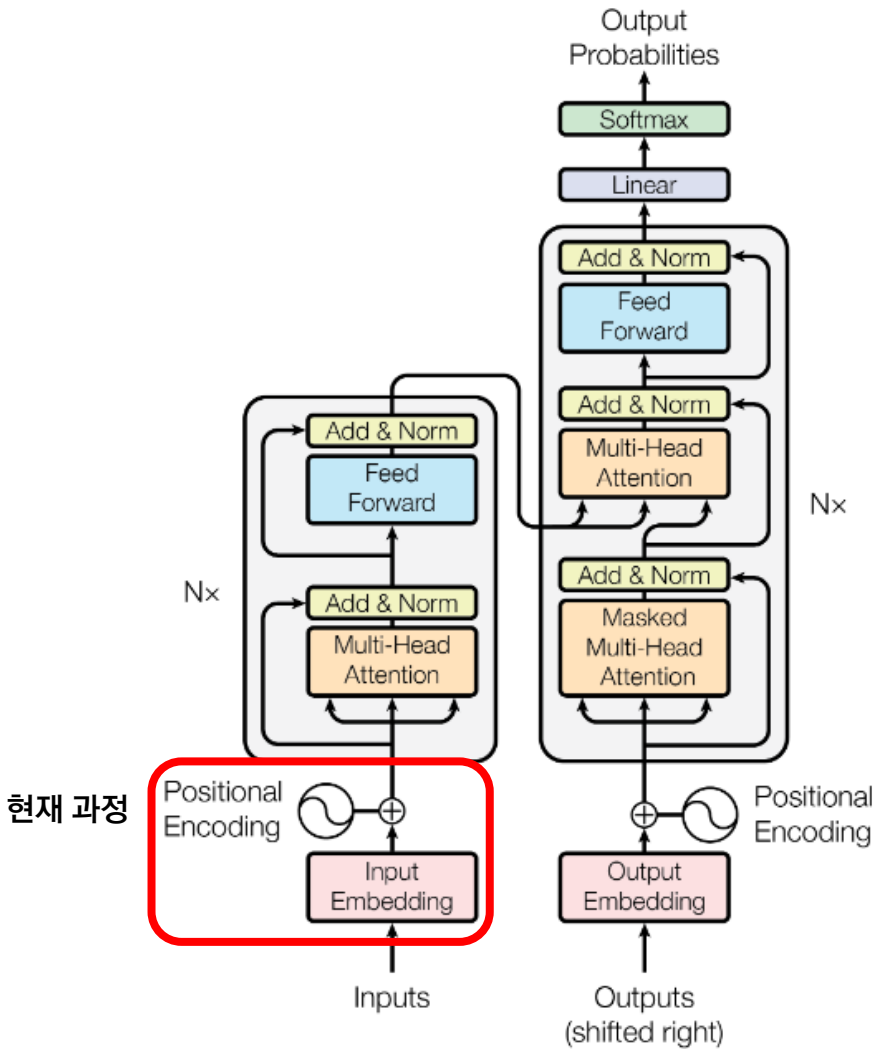 Output
Probabilities
Softmax
Linear
Add & Norm
Feed
Forward
Add & Norm
Multi-Head
Attention
Nx
Add & Norm
Masked
Multi-Head
Attention
Add & Norm
Feed
Forward
Nx
Add & Norm
Multi-Head
Attention
현재 과정
Positional
Encoding
Input
Embedding
Inputs
Positional
Encoding
Output
Embedding
Outputs
(shifted right)